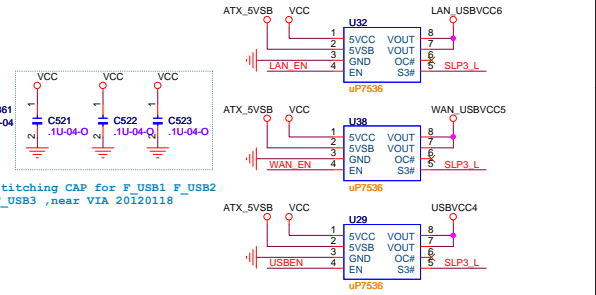 ATX_5VSB VCC LAN_USBVCC6
U32
1 5VCC VOUT 8
2 5VSB VOUT 7
3 GND OC# 6
LAN_EN 4 EN S3# 5 SLP3_L
uP7536
VCC VCC VCC
1 1 1
C521 C522 C523
.1U-04-O .1U-04-O .1U-04-O
2 2 2
61
-04
ATX_5VSB VCC WAN_USBVCC5
U38
1 5VCC VOUT 8
2 5VSB VOUT 7
3 GND OC# 6
WAN_EN 4 EN S3# 5 SLP3_L
uP7536
titching CAP for F_USB1 F_USB2
_USB3 ,near VIA 20120118
ATX_5VSB VCC USBVCC4
U29
1 5VCC VOUT 8
2 5VSB VOUT 7
3 GND OC# 6
USBEN 4 EN S3# 5 SLP3_L
uP7536